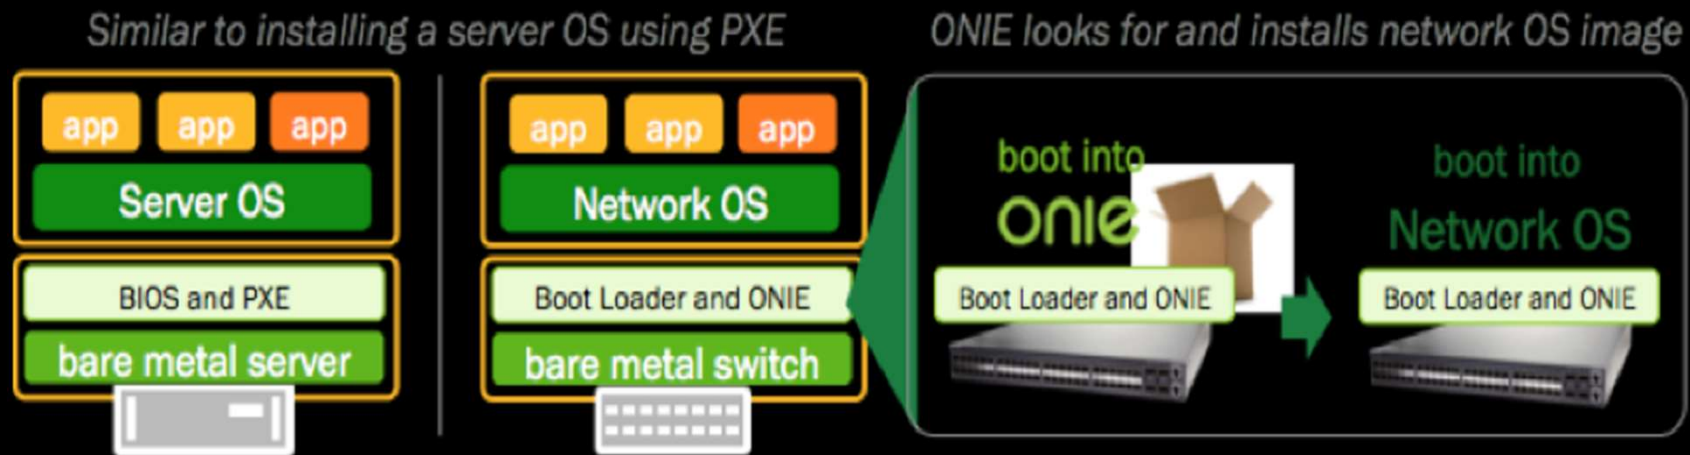 Similar to installing a server OS using PXE
app app app
Server OS
BIOS and PXE
bare metal server
app app app
Network OS
Boot Loader and ONIE
bare metal switch
ONIE looks for and installs network OS image
boot into
onie
Boot Loader and ONIE
boot into
Network OS
Boot Loader and ONIE